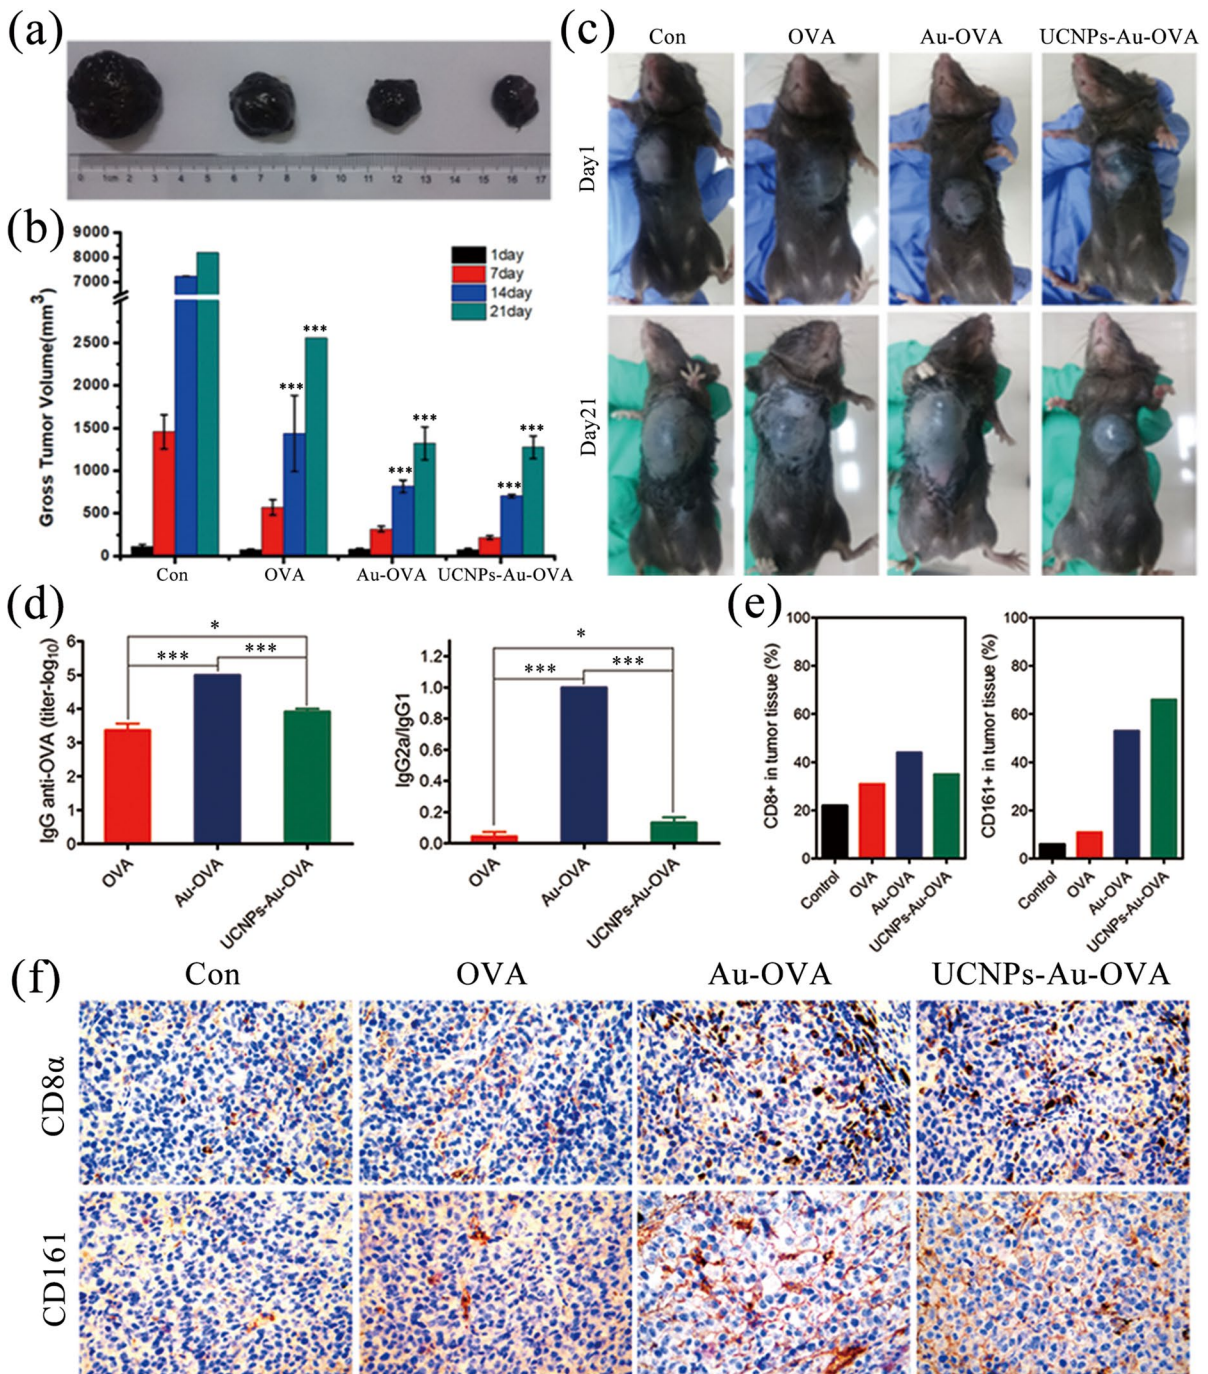 (a)
0 1cm 2 3 4 5 6 7 8 9 10 11 12 13 14 15 16 17
(b)
9000
8000
7000
2500
2000
1500
1000
500
0
Gross Tumor Volume(mm³)
1day
7day
14day
21day
***
***
***
***
***
***
Con OVA Au-OVA UCNPs-Au-OVA
(c)
Con OVA Au-OVA UCNPs-Au-OVA
Day1
Day21
(d)
IgG anti-OVA (titer-log₁₀)
6
5
4
3
2
1
0
*
*** ***
OVA Au-OVA UCNPs-Au-OVA
IgG2a/IgG1
1.2
1.0
0.8
0.6
0.4
0.2
0.0
*
*** ***
OVA Au-OVA UCNPs-Au-OVA
(e)
CD8+ in tumor tissue (%)
100
80
60
40
20
0
Control OVA Au-OVA UCNPs-Au-OVA
CD161+ in tumor tissue (%)
100
80
60
40
20
0
Control OVA Au-OVA UCNPs-Au-OVA
(f)
Con OVA Au-OVA UCNPs-Au-OVA
CD8α
CD161